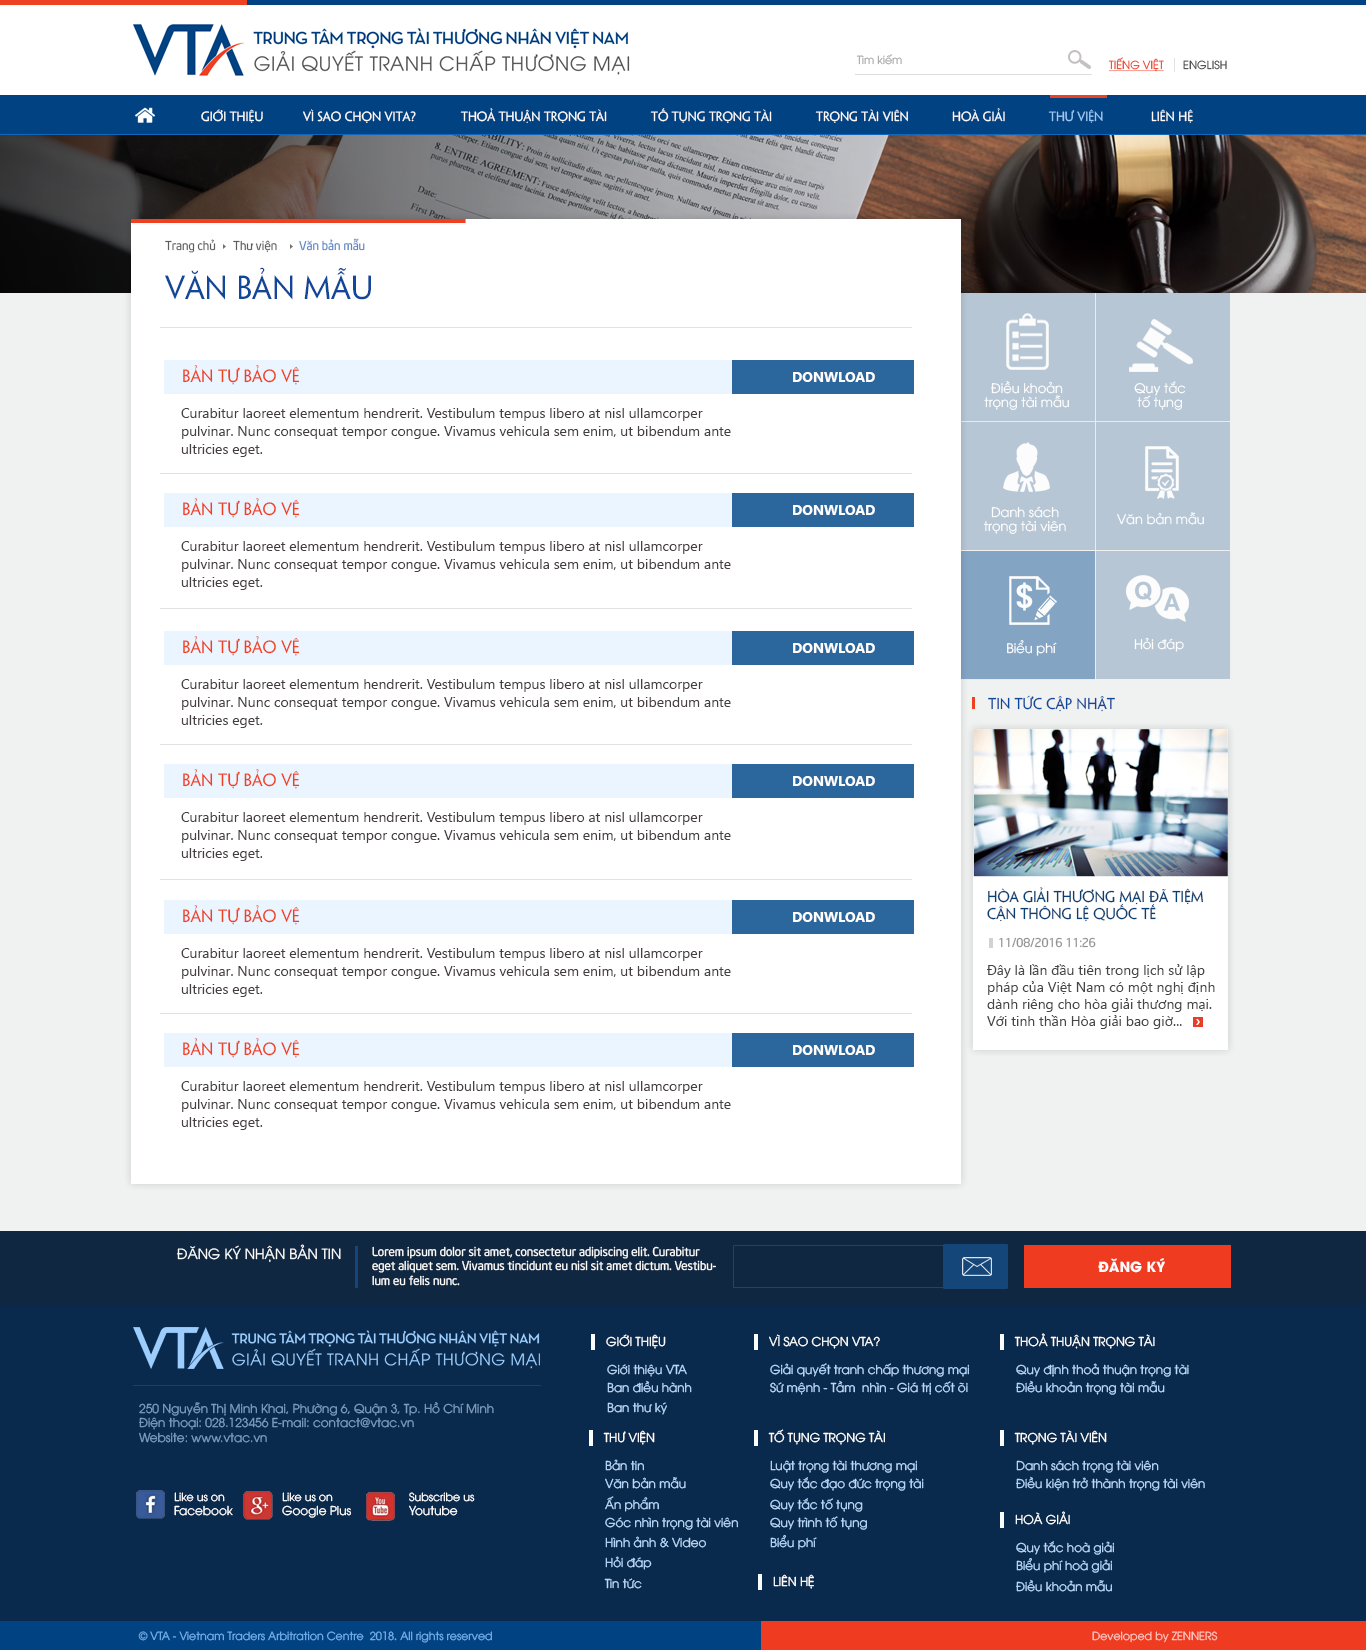 VTA TRUNG TÂM TRỌNG TÀI THƯƠNG NHÂN VIỆT NAM
GIẢI QUYẾT TRANH CHẤP THƯƠNG MẠI
Tìm kiếm
TIẾNG VIỆT ENGLISH
GIỚI THIỆU VÌ SAO CHỌN VITA? THOẢ THUẬN TRỌNG TÀI TỐ TỤNG TRỌNG TÀI TRỌNG TÀI VIÊN HOÀ GIẢI THƯ VIỆN LIÊN HỆ
8. ENTIRE AGREEMENT:
Date:
Trang chủ Thư viện Văn bản mẫu
VĂN BẢN MẪU
BẢN TỰ BẢO VỆ DONWLOAD
Curabitur laoreet elementum hendrerit. Vestibulum tempus libero at nisl ullamcorper
pulvinar. Nunc consequat tempor congue. Vivamus vehicula sem enim, ut bibendum ante
ultricies eget.
BẢN TỰ BẢO VỆ DONWLOAD
Curabitur laoreet elementum hendrerit. Vestibulum tempus libero at nisl ullamcorper
pulvinar. Nunc consequat tempor congue. Vivamus vehicula sem enim, ut bibendum ante
ultricies eget.
BẢN TỰ BẢO VỆ DONWLOAD
Curabitur laoreet elementum hendrerit. Vestibulum tempus libero at nisl ullamcorper
pulvinar. Nunc consequat tempor congue. Vivamus vehicula sem enim, ut bibendum ante
ultricies eget.
BẢN TỰ BẢO VỆ DONWLOAD
Curabitur laoreet elementum hendrerit. Vestibulum tempus libero at nisl ullamcorper
pulvinar. Nunc consequat tempor congue. Vivamus vehicula sem enim, ut bibendum ante
ultricies eget.
BẢN TỰ BẢO VỆ DONWLOAD
Curabitur laoreet elementum hendrerit. Vestibulum tempus libero at nisl ullamcorper
pulvinar. Nunc consequat tempor congue. Vivamus vehicula sem enim, ut bibendum ante
ultricies eget.
BẢN TỰ BẢO VỆ DONWLOAD
Curabitur laoreet elementum hendrerit. Vestibulum tempus libero at nisl ullamcorper
pulvinar. Nunc consequat tempor congue. Vivamus vehicula sem enim, ut bibendum ante
ultricies eget.
Điều khoản
trọng tài mẫu
Quy tắc
tố tụng
Danh sách
trọng tài viên
Văn bản mẫu
$
Biểu phí
Q A
Hỏi đáp
TIN TỨC CẬP NHẬT
HÒA GIẢI THƯƠNG MẠI ĐÃ TIỆM
CẬN THÔNG LỆ QUỐC TẾ
11/08/2016 11:26
Đây là lần đầu tiên trong lịch sử lập
pháp của Việt Nam có một nghị định
dành riêng cho hòa giải thương mại.
Với tinh thần Hòa giải bao giờ...
ĐĂNG KÝ NHẬN BẢN TIN
Lorem ipsum dolor sit amet, consectetur adipiscing elit. Curabitur
eget aliquet sem. Vivamus tincidunt eu nisl sit amet dictum. Vestibu-
lum eu felis nunc.
ĐĂNG KÝ
VTA TRUNG TÂM TRỌNG TÀI THƯƠNG NHÂN VIỆT NAM
GIẢI QUYẾT TRANH CHẤP THƯƠNG MẠI
250 Nguyễn Thị Minh Khai, Phường 6, Quận 3, Tp. Hồ Chí Minh
Điện thoại: 028.123456 E-mail: contact@vtac.vn
Website: www.vtac.vn
f Like us on
Facebook
g+ Like us on
Google Plus
You Tube Subscribe us
Youtube
GIỚI THIỆU
Giới thiệu VTA
Ban điều hành
Ban thư ký
THƯ VIỆN
Bản tin
Văn bản mẫu
Ấn phẩm
Góc nhìn trọng tài viên
Hình ảnh & Video
Hỏi đáp
Tin tức
VÌ SAO CHỌN VTA?
Giải quyết tranh chấp thương mại
Sứ mệnh - Tầm nhìn - Giá trị cốt õi
TỐ TỤNG TRỌNG TÀI
Luật trọng tài thương mại
Quy tắc đạo đức trọng tài
Quy tắc tố tụng
Quy trình tố tụng
Biểu phí
LIÊN HỆ
THOẢ THUẬN TRỌNG TÀI
Quy định thoả thuận trọng tài
Điều khoản trọng tài mẫu
TRỌNG TÀI VIÊN
Danh sách trọng tài viên
Điều kiện trở thành trọng tài viên
HOÀ GIẢI
Quy tắc hoà giải
Biểu phí hoà giải
Điều khoản mẫu
© VTA - Vietnam Traders Arbitration Centre 2018. All rights reserved
Developed by ZENNERS